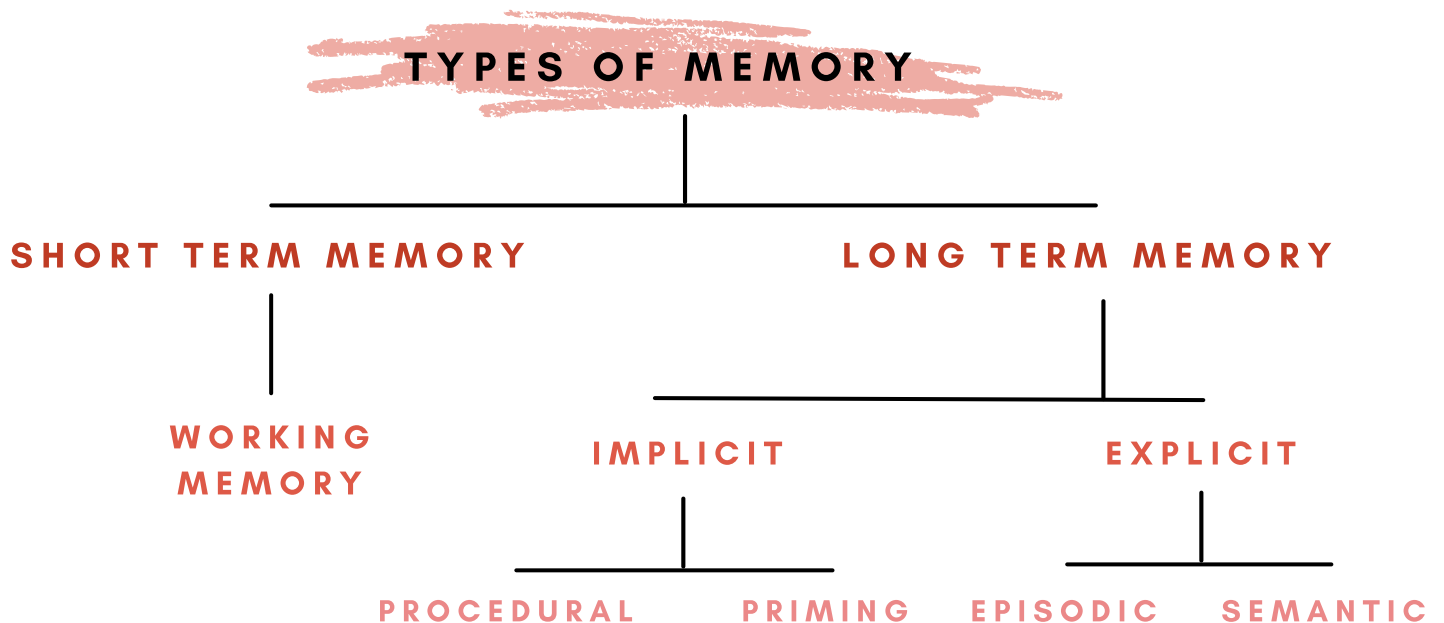 TYPES OF MEMORY
SHORT TERM MEMORY
LONG TERM MEMORY
WORKING
MEMORY
IMPLICIT
EXPLICIT
PROCEDURAL
PRIMING
EPISODIC
SEMANTIC